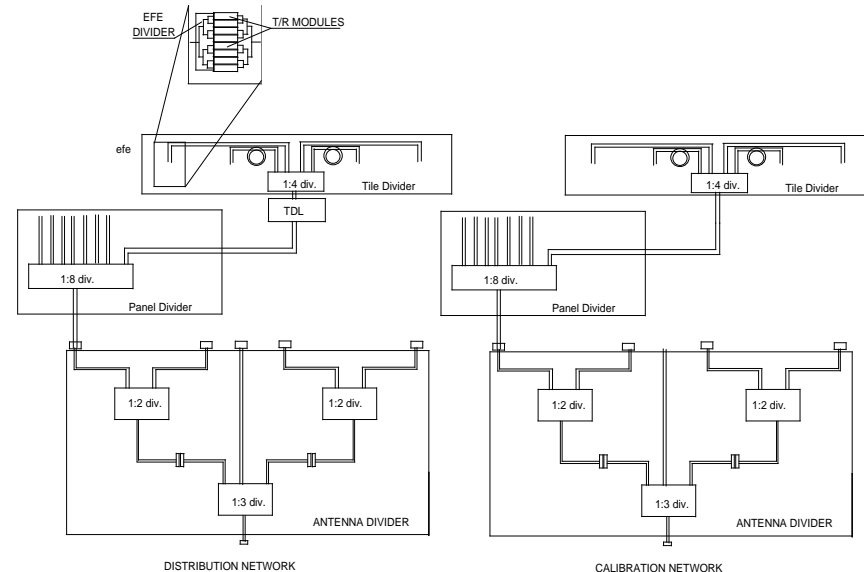 EFE
DIVIDER
T/R MODULES
efe
1:4 div.
Tile Divider
TDL
1:8 div.
Panel Divider
1:2 div.
1:2 div.
1:3 div.
ANTENNA DIVIDER
DISTRIBUTION NETWORK
1:4 div.
Tile Divider
1:8 div.
Panel Divider
1:2 div.
1:2 div.
1:3 div.
ANTENNA DIVIDER
CALIBRATION NETWORK